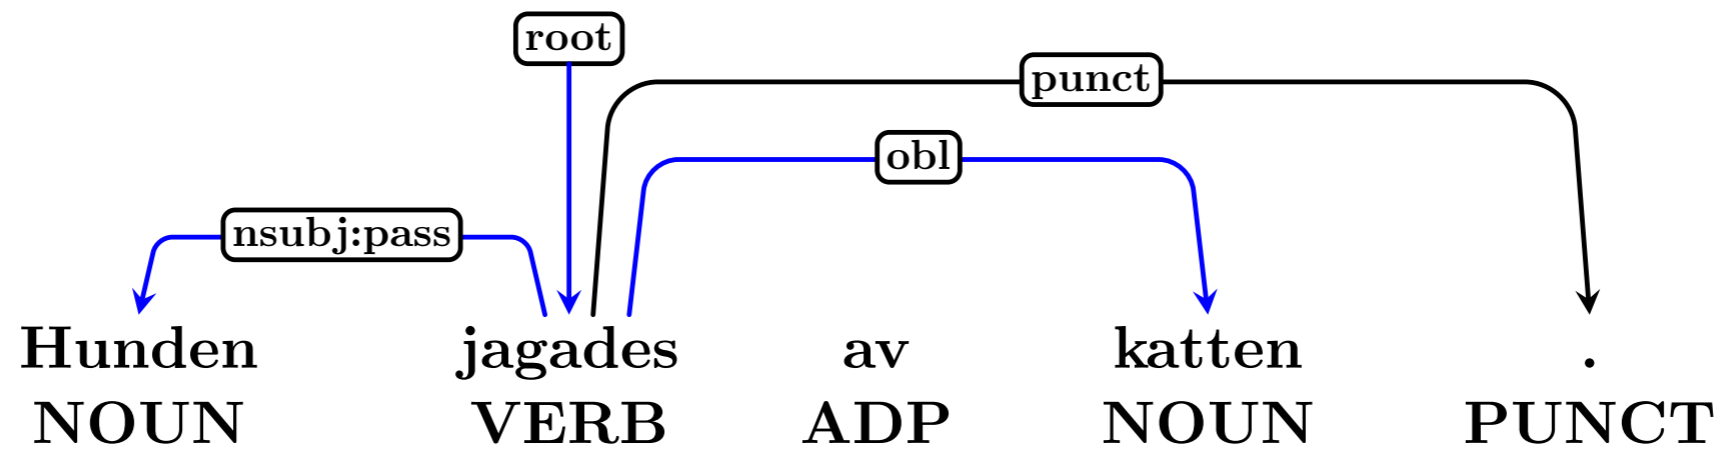 root
punct
obl
nsubj:pass
Hunden jagades av katten .
NOUN VERB ADP NOUN PUNCT